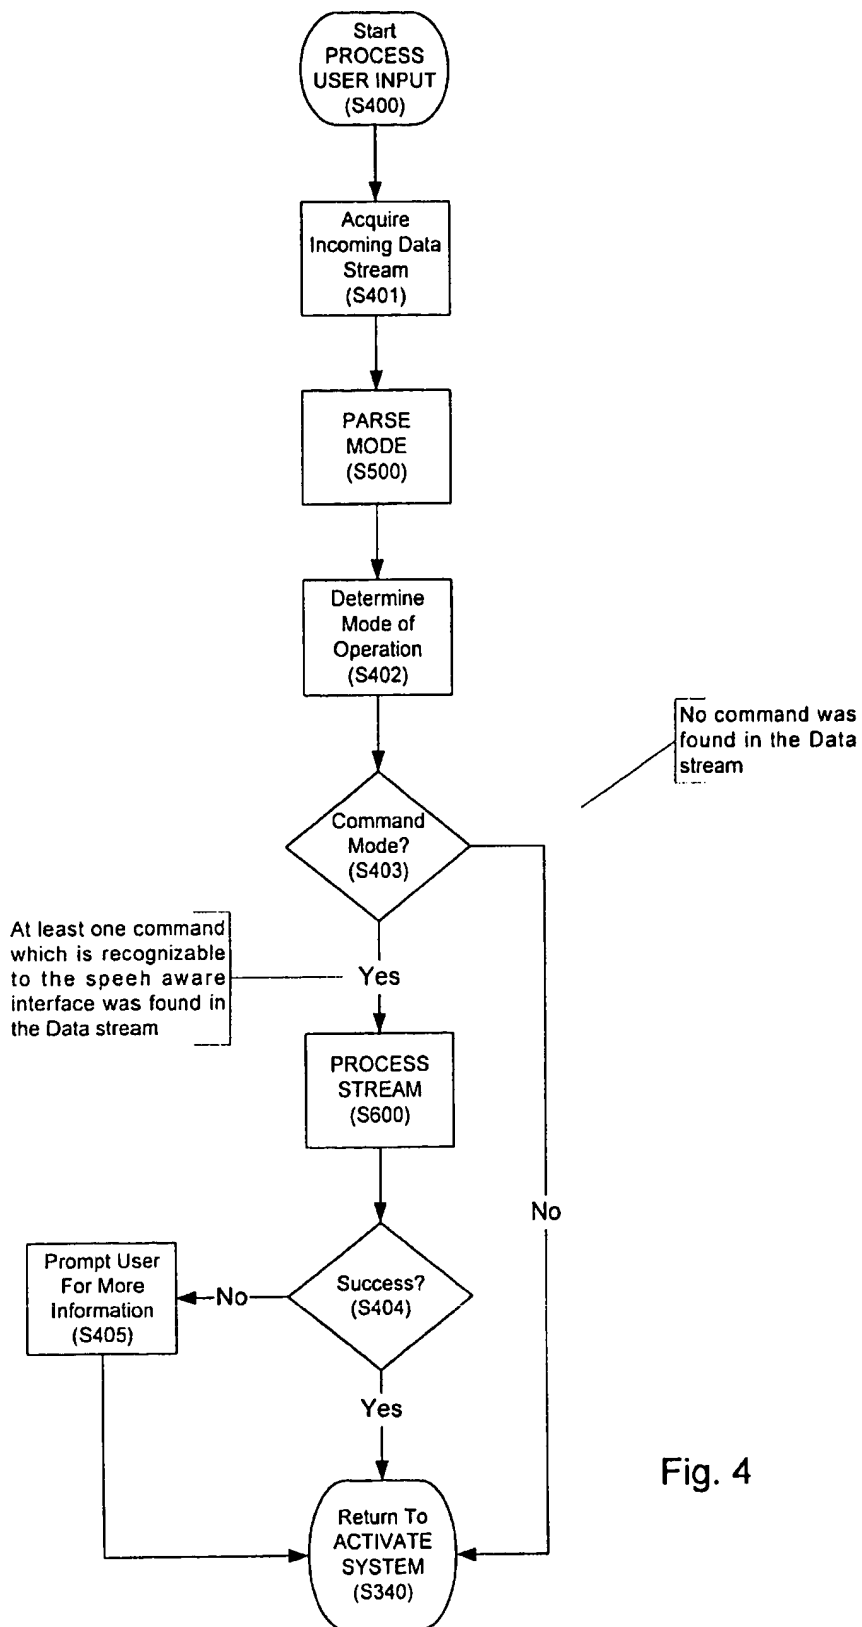 Start
PROCESS
USER INPUT
(S400)
Acquire
Incoming Data
Stream
(S401)
PARSE
MODE
(S500)
Determine
Mode of
Operation
(S402)
No command was
found in the Data
stream
Command
Mode?
(S403)
At least one command
which is recognizable
to the speeh aware
interface was found in
the Data stream
Yes
PROCESS
STREAM
(S600)
No
Prompt User
For More
Information
(S405)
No
Success?
(S404)
Yes
Fig. 4
Return To
ACTIVATE
SYSTEM
(S340)